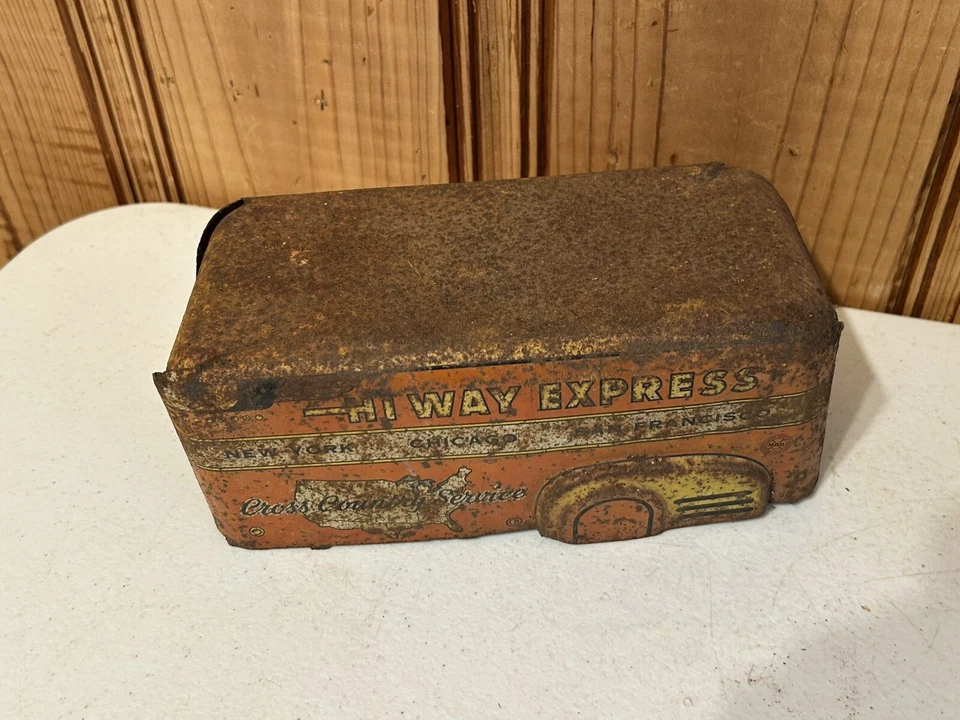 HI WAY EXPRESS
NEW YORK CHICAGO SAN FRANCISCO
Cross Country Service